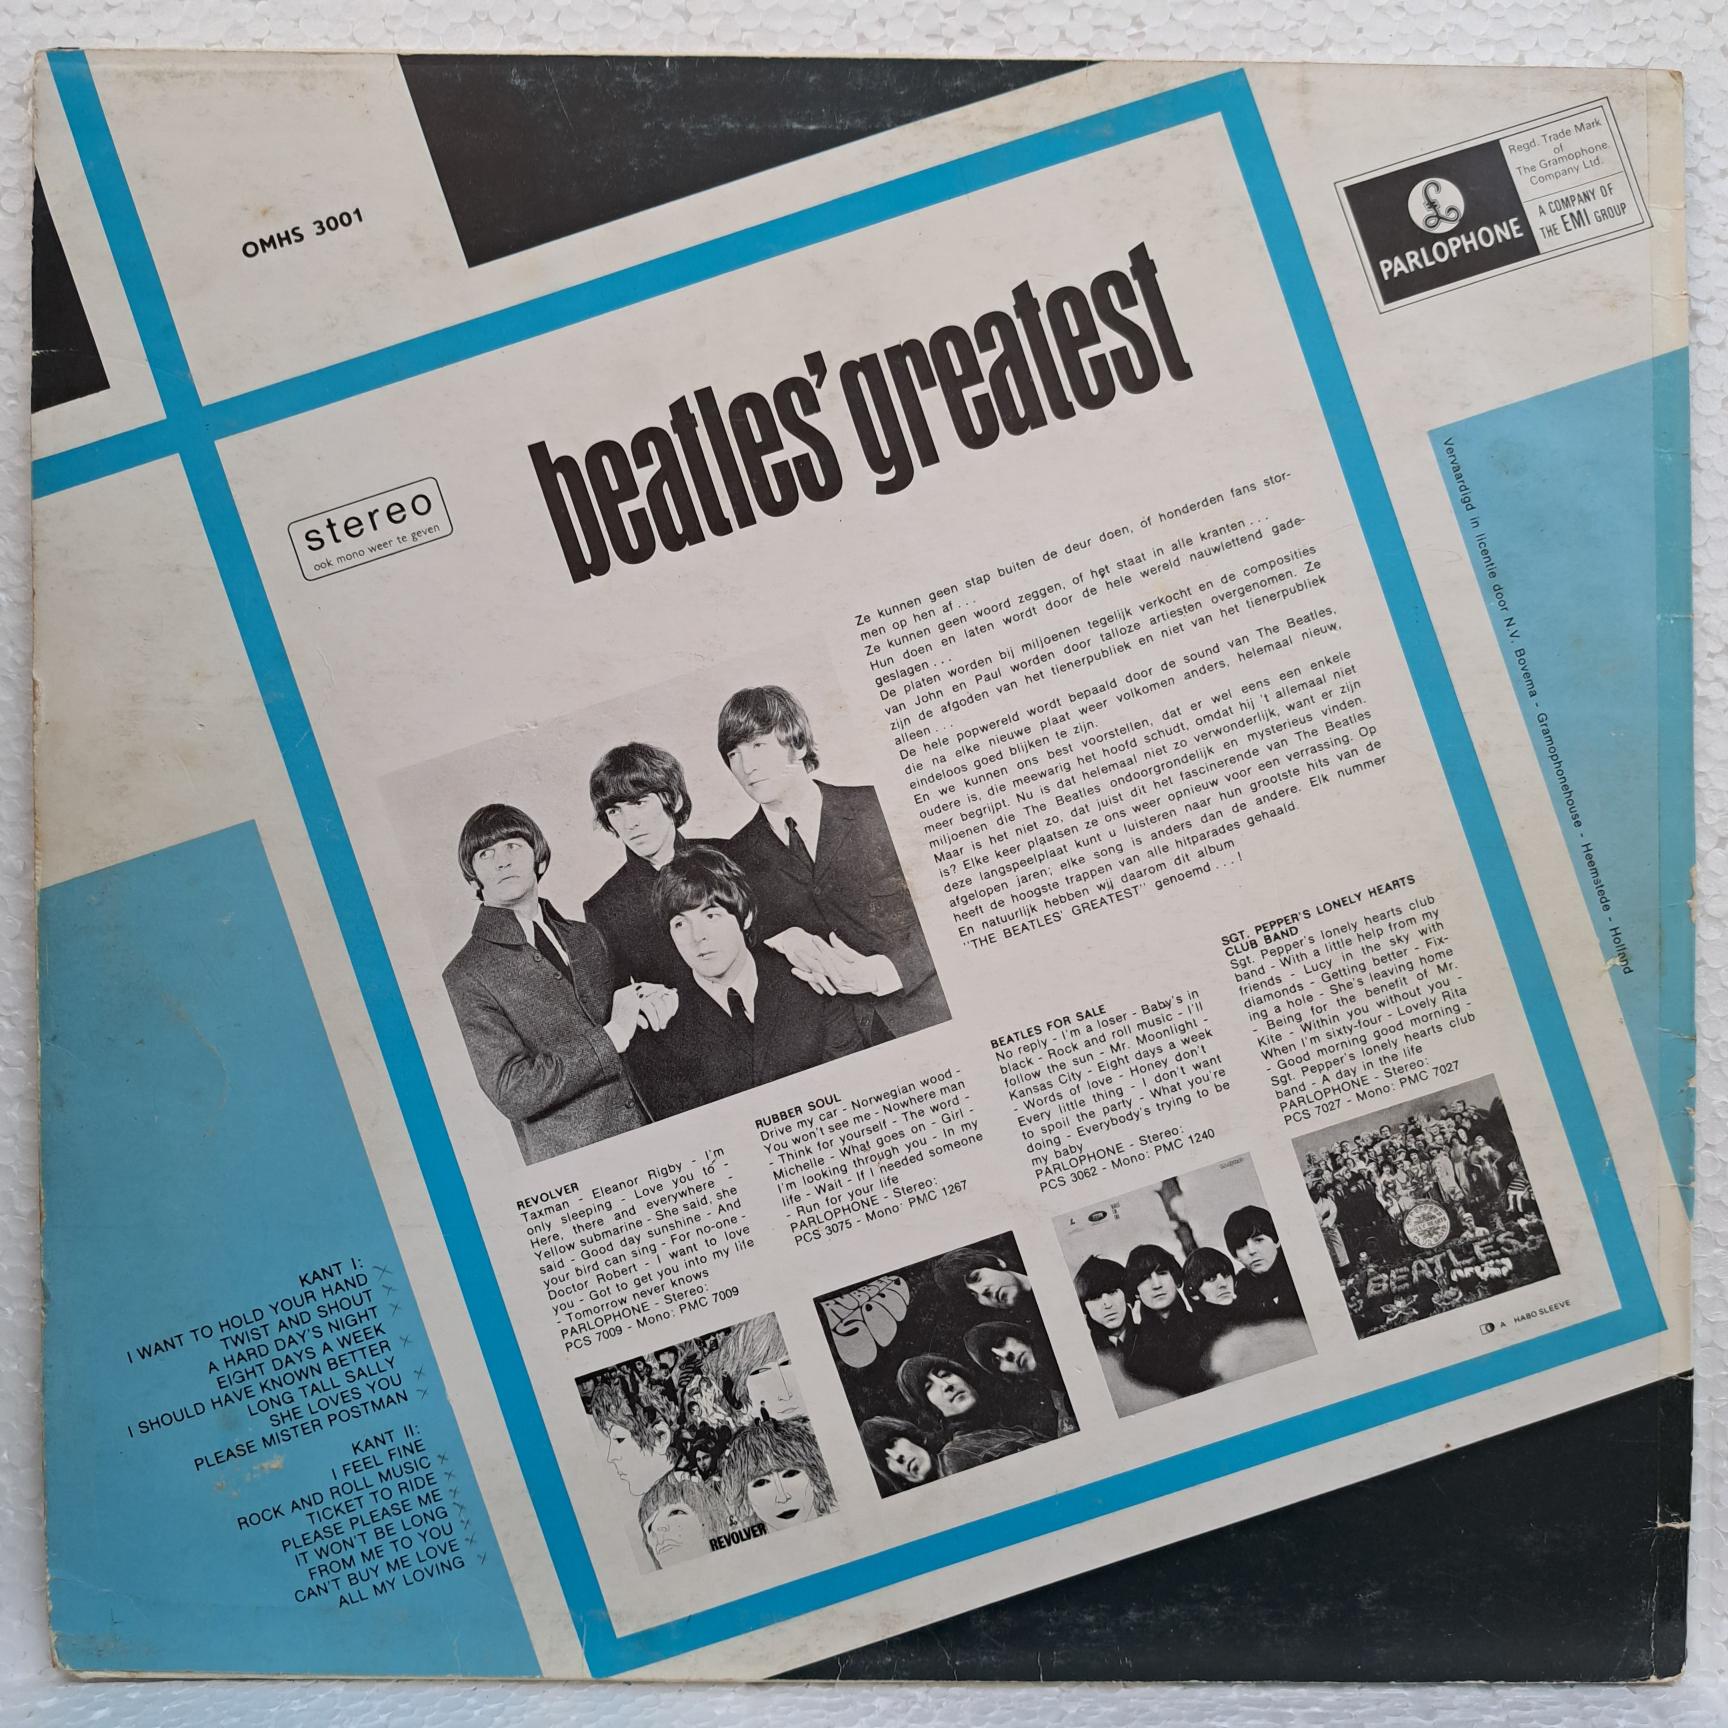 OMHS 3001
PARLOPHONE
Regd. Trade Mark
of
The Gramophone
Company Ltd.
A COMPANY OF
THE EMI GROUP
beatles' greatest
stereo
ook mono weer te geven
Ze kunnen geen stap buiten de deur doen, of honderden fans stor-
men op hen af . . .
Ze kunnen geen woord zeggen, of het staat in alle kranten . . .
Hun doen en laten wordt door de hele wereld nauwlettend gade-
geslagen . . .
De platen worden bij miljoenen tegelijk verkocht en de composities
van John en Paul worden door talloze artiesten overgenomen. Ze
zijn de afgoden van het tienerpubliek en niet van het tienerpubliek
alleen . . .
De hele popwereld wordt bepaald door de sound van The Beatles,
die na elke nieuwe plaat weer volkomen anders, helemaal nieuw,
eindeloos goed blijken te zijn.
En we kunnen ons best voorstellen, dat er wel eens een enkele
oudere is, die meewarig het hoofd schudt, omdat hij 't allemaal niet
meer begrijpt. Nu is dat helemaal niet zo verwonderlijk, want er zijn
miljoenen die The Beatles ondoorgrondelijk en mysterieus vinden.
Maar is het niet zo, dat juist dit het fascinerende van The Beatles
is? Elke keer plaatsen ze ons weer opnieuw voor een verrassing. Op
deze langspeelplaat kunt u luisteren naar hun grootste hits van de
afgelopen jaren; elke song is anders dan de andere. Elk nummer
heeft de hoogste trappen van alle hitparades gehaald.
En natuurlijk hebben wij daarom dit album
"THE BEATLES' GREATEST" genoemd . . . !
Vervaardigd in licentie door N.V. Bovema - Gramophonehouse - Heemstede - Holland
REVOLVER
Taxman - Eleanor Rigby - I'm
only sleeping - Love you to -
Here, there and everywhere -
Yellow submarine - She said, she
said - Good day sunshine - And
your bird can sing - For no-one -
Doctor Robert - I want to love
you - Got to get you into my life
- Tomorrow never knows
PARLOPHONE - Stereo:
PCS 7009 - Mono: PMC 7009
RUBBER SOUL
Drive my car - Norwegian wood -
You won't see me - Nowhere man
- Think for yourself - The word -
Michelle - What goes on - Girl -
I'm looking through you - In my
life - Wait - If I needed someone
- Run for your life
PARLOPHONE - Stereo:
PCS 3075 - Mono: PMC 1267
BEATLES FOR SALE
No reply - I'm a loser - Baby's in
black - Rock and roll music - I'll
follow the sun - Mr. Moonlight -
Kansas City - Eight days a week
- Words of love - Honey don't
Every little thing - I don't want
to spoil the party - What you're
doing - Everybody's trying to be
my baby
PARLOPHONE - Stereo:
PCS 3062 - Mono: PMC 1240
SGT. PEPPER'S LONELY HEARTS
CLUB BAND
Sgt. Pepper's lonely hearts club
band - With a little help from my
friends - Lucy in the sky with
diamonds - Getting better - Fix-
ing a hole - She's leaving home
- Being for the benefit of Mr.
Kite - Within you without you -
When I'm sixty-four - Lovely Rita
- Good morning good morning -
Sgt. Pepper's lonely hearts club
band - A day in the life
PARLOPHONE - Stereo:
PCS 7027 - Mono: PMC 7027
REVOLVER
RUBBER SOUL
BEATLES
A HABO SLEEVE
KANT I:
I WANT TO HOLD YOUR HAND
TWIST AND SHOUT
A HARD DAY'S NIGHT
EIGHT DAYS A WEEK
I SHOULD HAVE KNOWN BETTER
LONG TALL SALLY
SHE LOVES YOU
PLEASE MISTER POSTMAN
KANT II:
I FEEL FINE
ROCK AND ROLL MUSIC
TICKET TO RIDE
PLEASE PLEASE ME
IT WON'T BE LONG
FROM ME TO YOU
CAN'T BUY ME LOVE
ALL MY LOVING